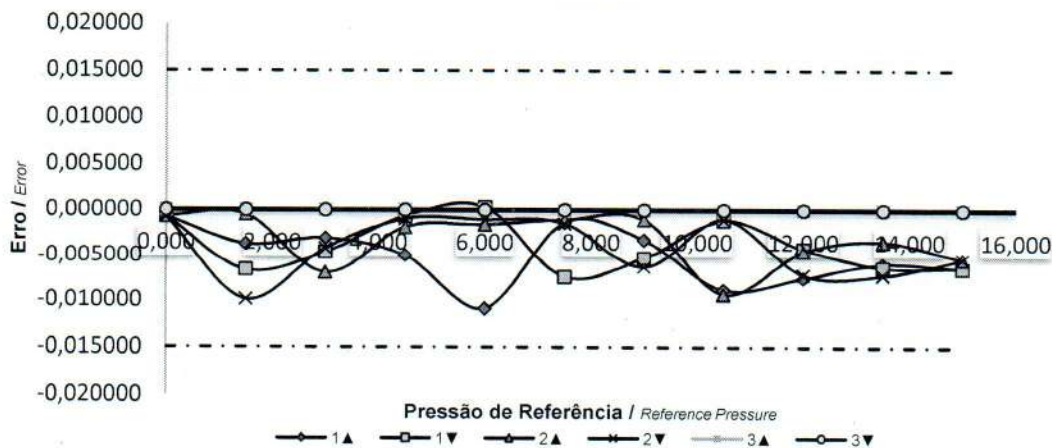 0,020000
0,015000
0,010000
0,005000
0,000000
-0,005000
-0,010000
-0,015000
-0,020000
Erro / Error
0,000 2,000 4,000 6,000 8,000 10,000 12,000 14,000 16,000
Pressão de Referência / Reference Pressure
1▲ 1▼ 2▲ 2▼ 3▲ 3▼